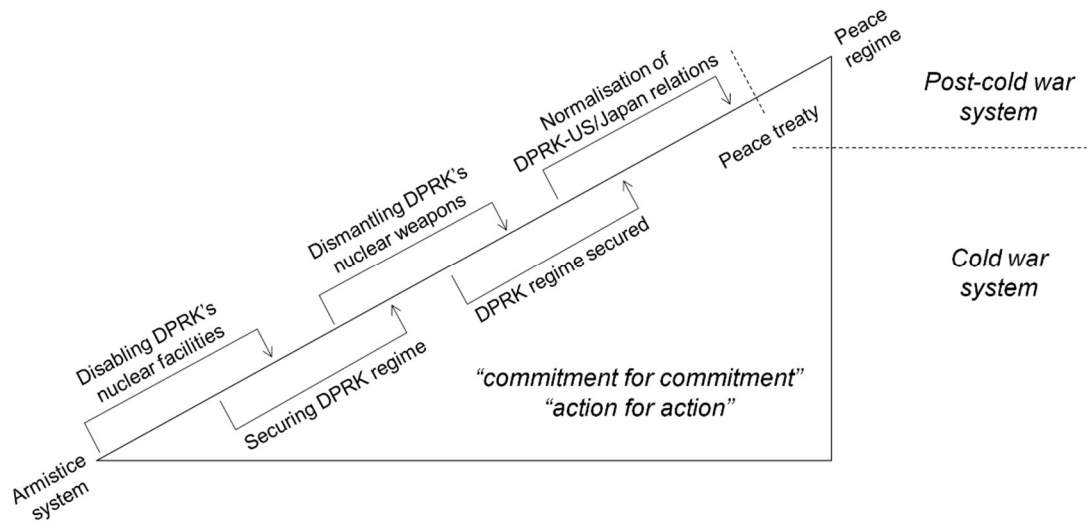 Peace
regime
Post-cold war
system
Normalisation of
DPRK-US/Japan relations
Peace treaty
Dismantling DPRK's
nuclear weapons
DPRK regime secured
Cold war
system
Disabling DPRK's
nuclear facilities
Securing DPRK regime
“commitment for commitment”
“action for action”
Armistice
system